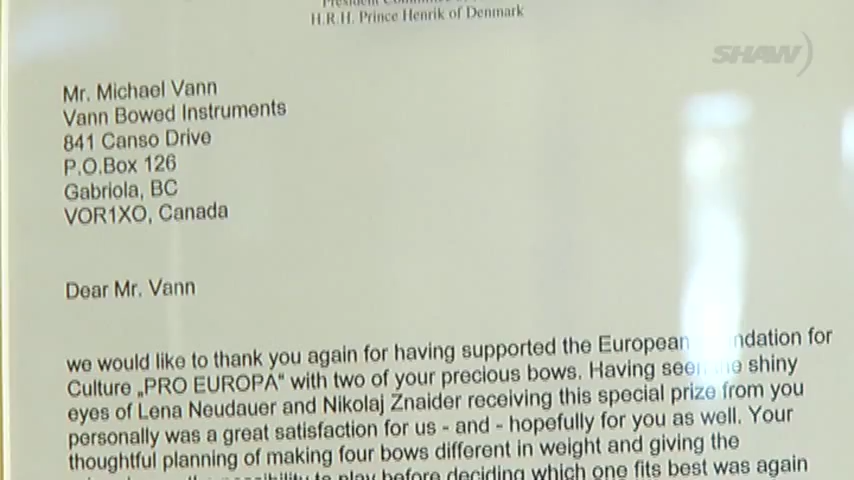 H.R.H. Prince Henrik of Denmark
SHAW)
Mr. Michael Vann
Vann Bowed Instruments
841 Canso Drive
P.O.Box 126
Gabriola, BC
VOR1XO, Canada
Dear Mr. Vann
we would like to thank you again for having supported the European ndation for
Culture „PRO EUROPA“ with two of your precious bows. Having seen the shiny
eyes of Lena Neudauer and Nikolaj Znaider receiving this special prize from you
personally was a great satisfaction for us - and - hopefully for you as well. Your
thoughtful planning of making four bows different in weight and giving the
to play before deciding which one fits best was again